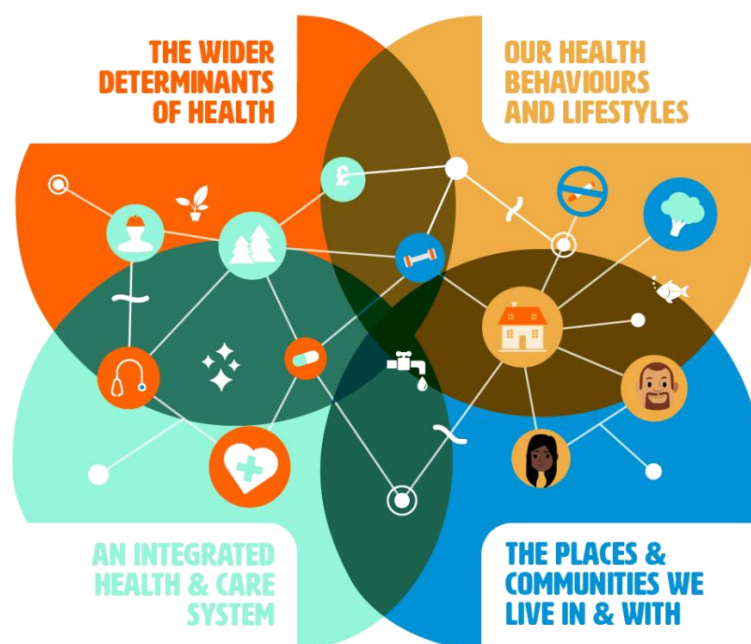 THE WIDER
DETERMINANTS
OF HEALTH
OUR HEALTH
BEHAVIOURS
AND LIFESTYLES
£
AN INTEGRATED
HEALTH & CARE
SYSTEM
THE PLACES &
COMMUNITIES WE
LIVE IN & WITH